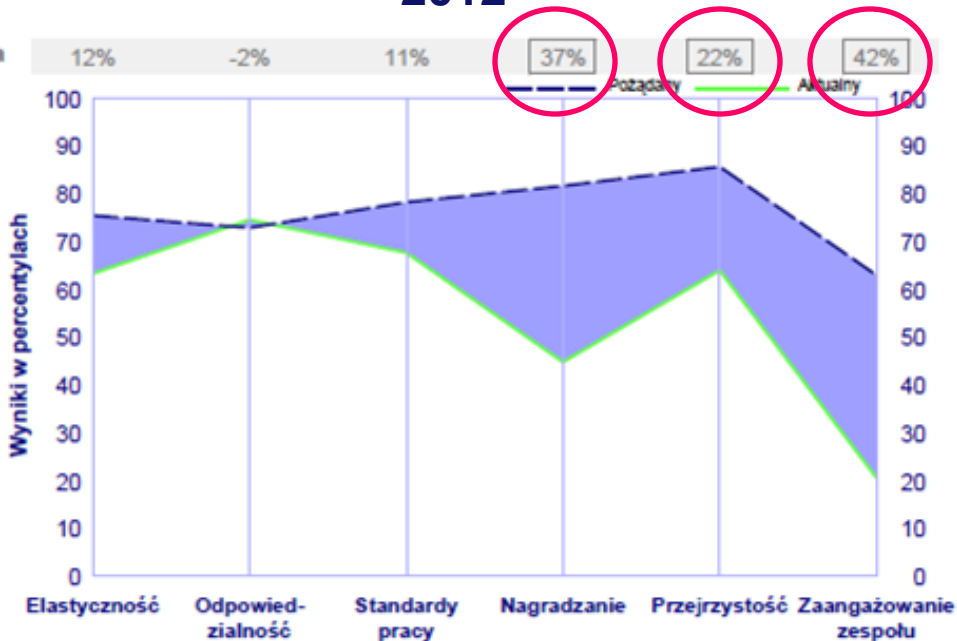 2012
12% -2% 11% 37% 22% 42%
Pożądany Aktualny
100 100
90 90
80 80
70 70
60 60
50 50
40 40
30 30
20 20
10 10
0 0
Wyniki w percentylach
Elastyczność Odpowied- Standardy Nagradzanie Przejrzystość Zaangażowanie
zialność pracy zespołu